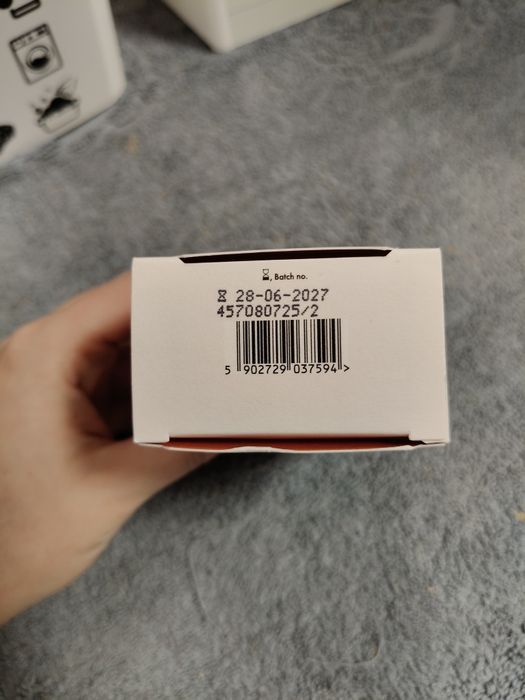 ⌛, Batch no.
⌛ 28-06-2027
457080725/2
5 902729 037594 >